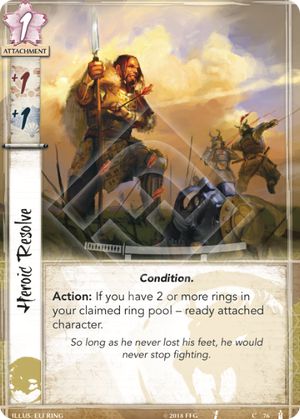 1
ATTACHMENT
+1
+1
Heroic Resolve
Condition.
Action: If you have 2 or more rings in
your claimed ring pool – ready attached
character.
So long as he never lost his feet, he would
never stop fighting.
ILLUS. ELI RING
© 2018 FFG
C 76